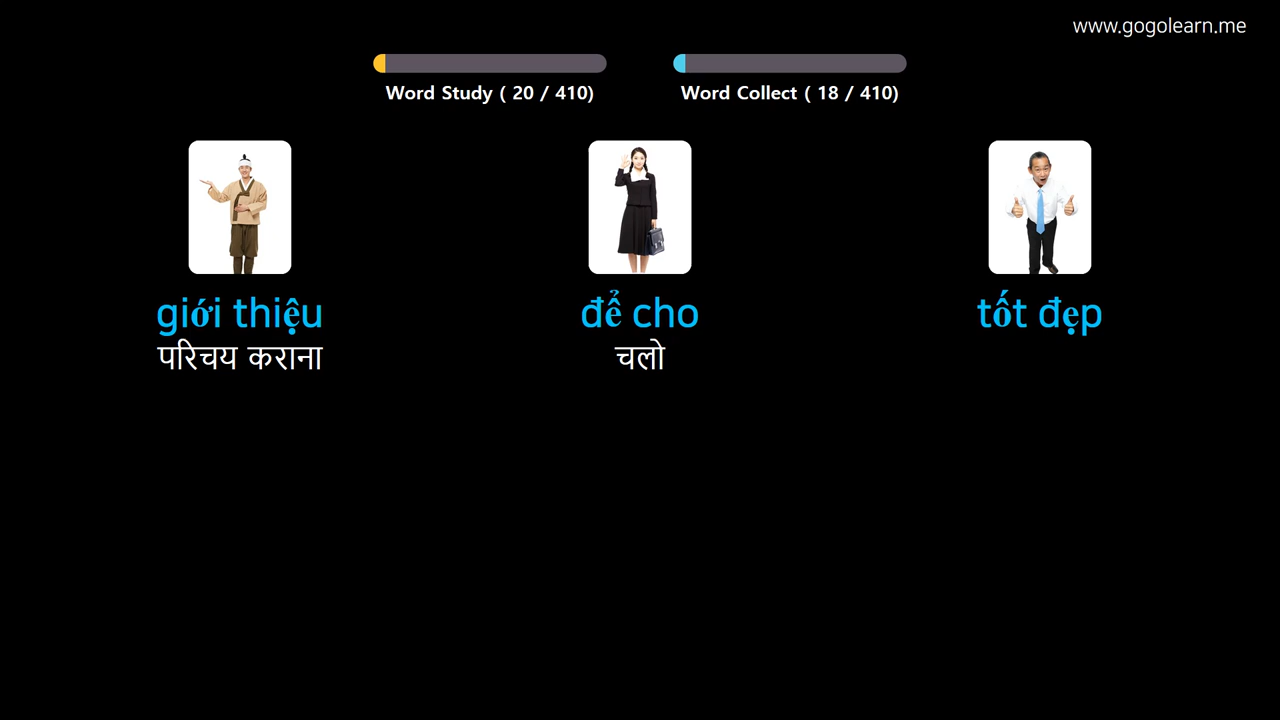 www.gogolearn.me
Word Study ( 20 / 410)
Word Collect ( 18 / 410)
giới thiệu
परिचय कराना
để cho
चलो
tốt đẹp